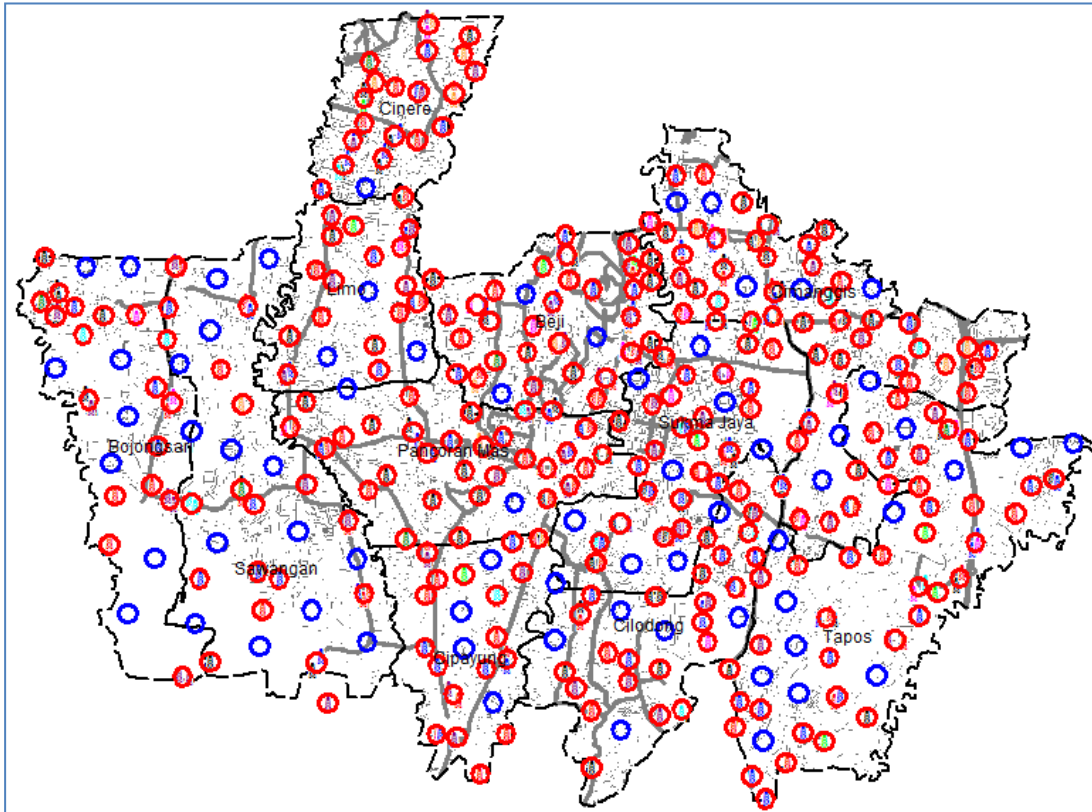 Cinere
Limo
Cimanggis
Beji
Sukma Jaya
Bojongsari
Pancoran Mas
Sawangan
Cilodong
Tapos
Cipayung